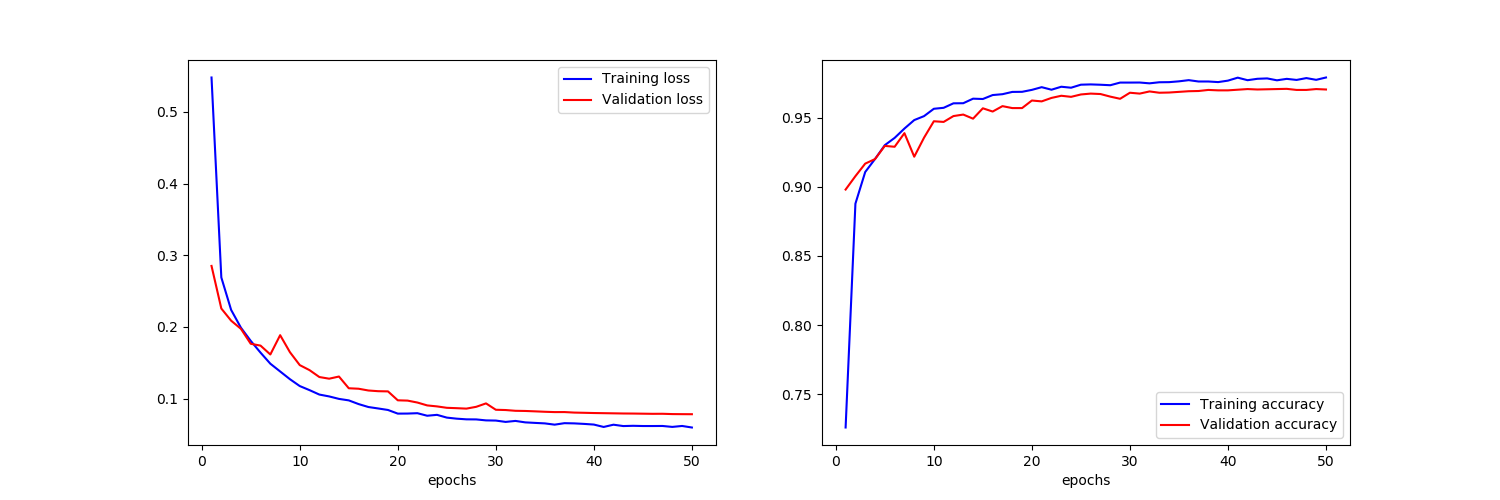 Training loss
Validation loss
0.5
0.4
0.3
0.2
0.1
0 10 20 30 40 50
epochs
0.95
0.90
0.85
0.80
0.75
Training accuracy
Validation accuracy
0 10 20 30 40 50
epochs